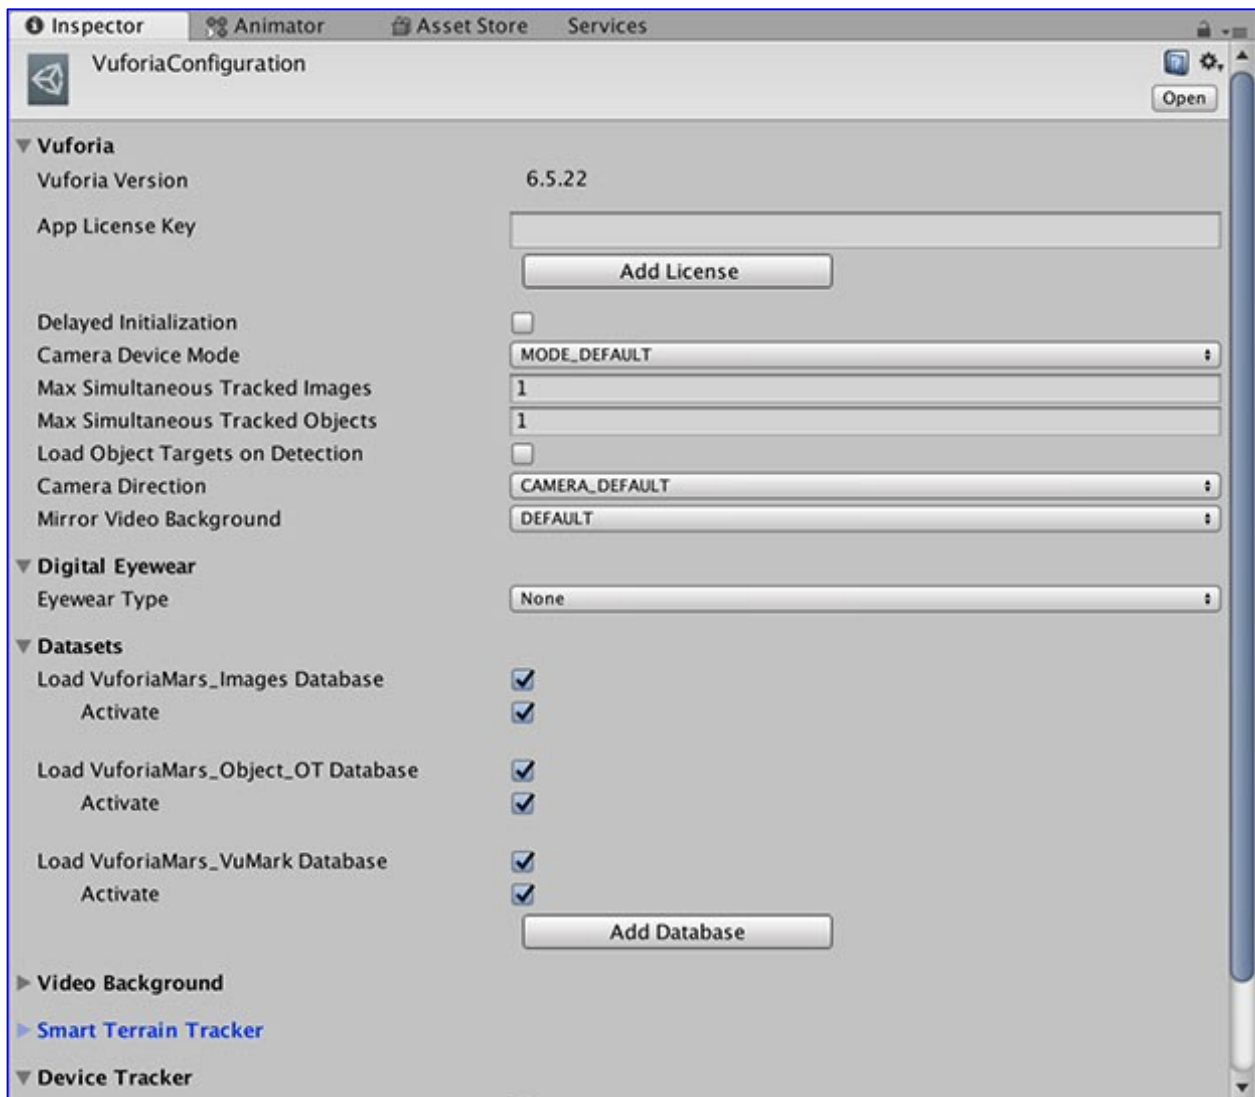 Inspector Animator Asset Store Services
VuforiaConfiguration
Open
Vuforia
Vuforia Version 6.5.22
App License Key
Add License
Delayed Initialization
Camera Device Mode MODE_DEFAULT
Max Simultaneous Tracked Images 1
Max Simultaneous Tracked Objects 1
Load Object Targets on Detection
Camera Direction CAMERA_DEFAULT
Mirror Video Background DEFAULT
Digital Eyewear
Eyewear Type None
Datasets
Load VuforiaMars_Images Database
Activate
Load VuforiaMars_Object_OT Database
Activate
Load VuforiaMars_VuMark Database
Activate
Add Database
Video Background
Smart Terrain Tracker
Device Tracker